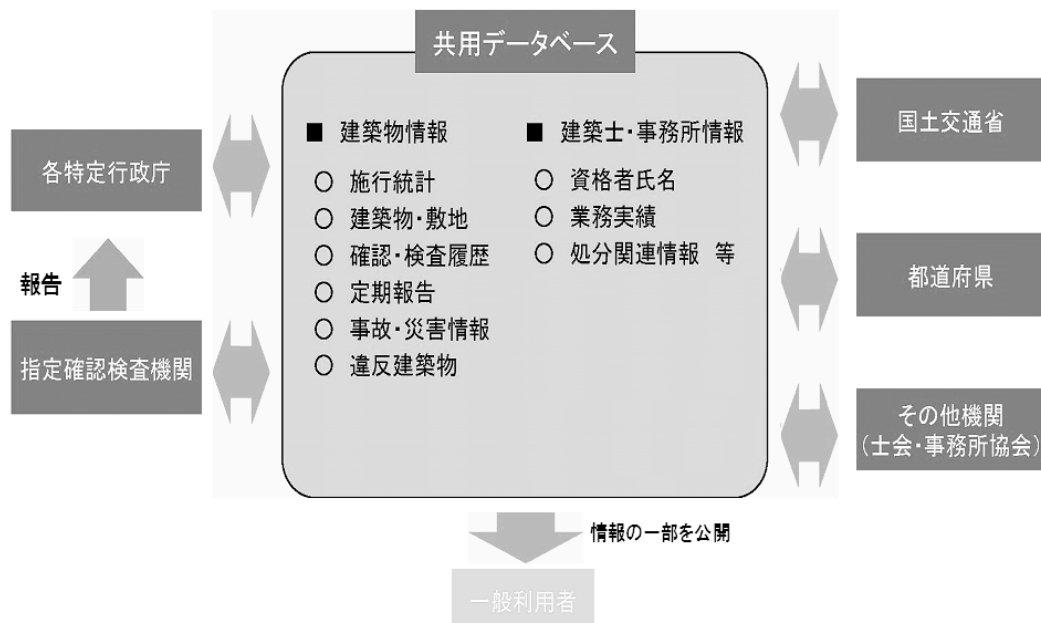 共用データベース
■ 建築物情報
○ 施行統計
○ 建築物・敷地
○ 確認・検査履歴
○ 定期報告
○ 事故・災害情報
○ 違反建築物
■ 建築士・事務所情報
○ 資格者氏名
○ 業務実績
○ 処分関連情報 等
各特定行政庁
報告
指定確認検査機関
国土交通省
都道府県
その他機関
(士会・事務所協会)
情報の一部を公開
一般利用者